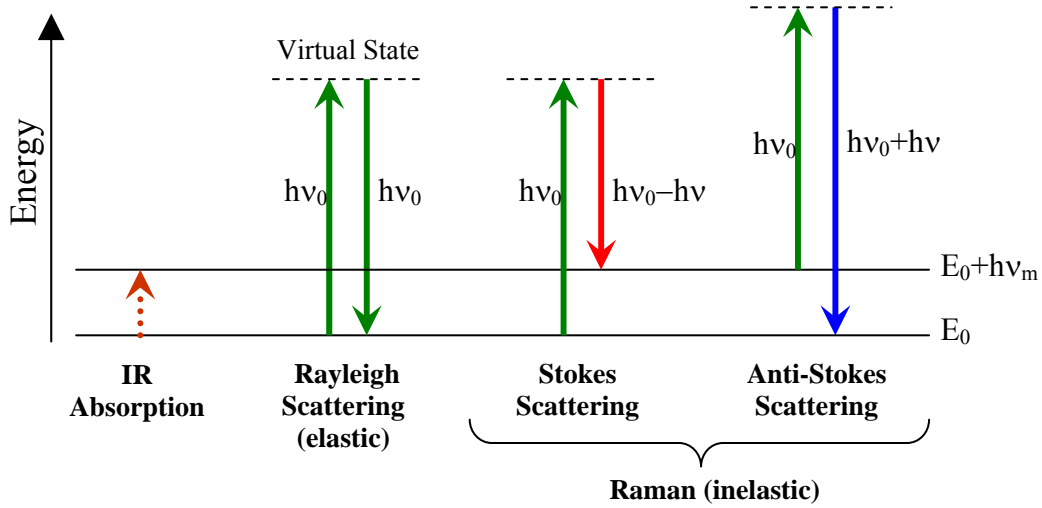 Energy
Virtual State
hν₀
hν₀
hν₀
hν₀–hν
hν₀
hν₀+hν
E₀+hνₘ
E₀
IR
Absorption
Rayleigh
Scattering
(elastic)
Stokes
Scattering
Anti-Stokes
Scattering
Raman (inelastic)